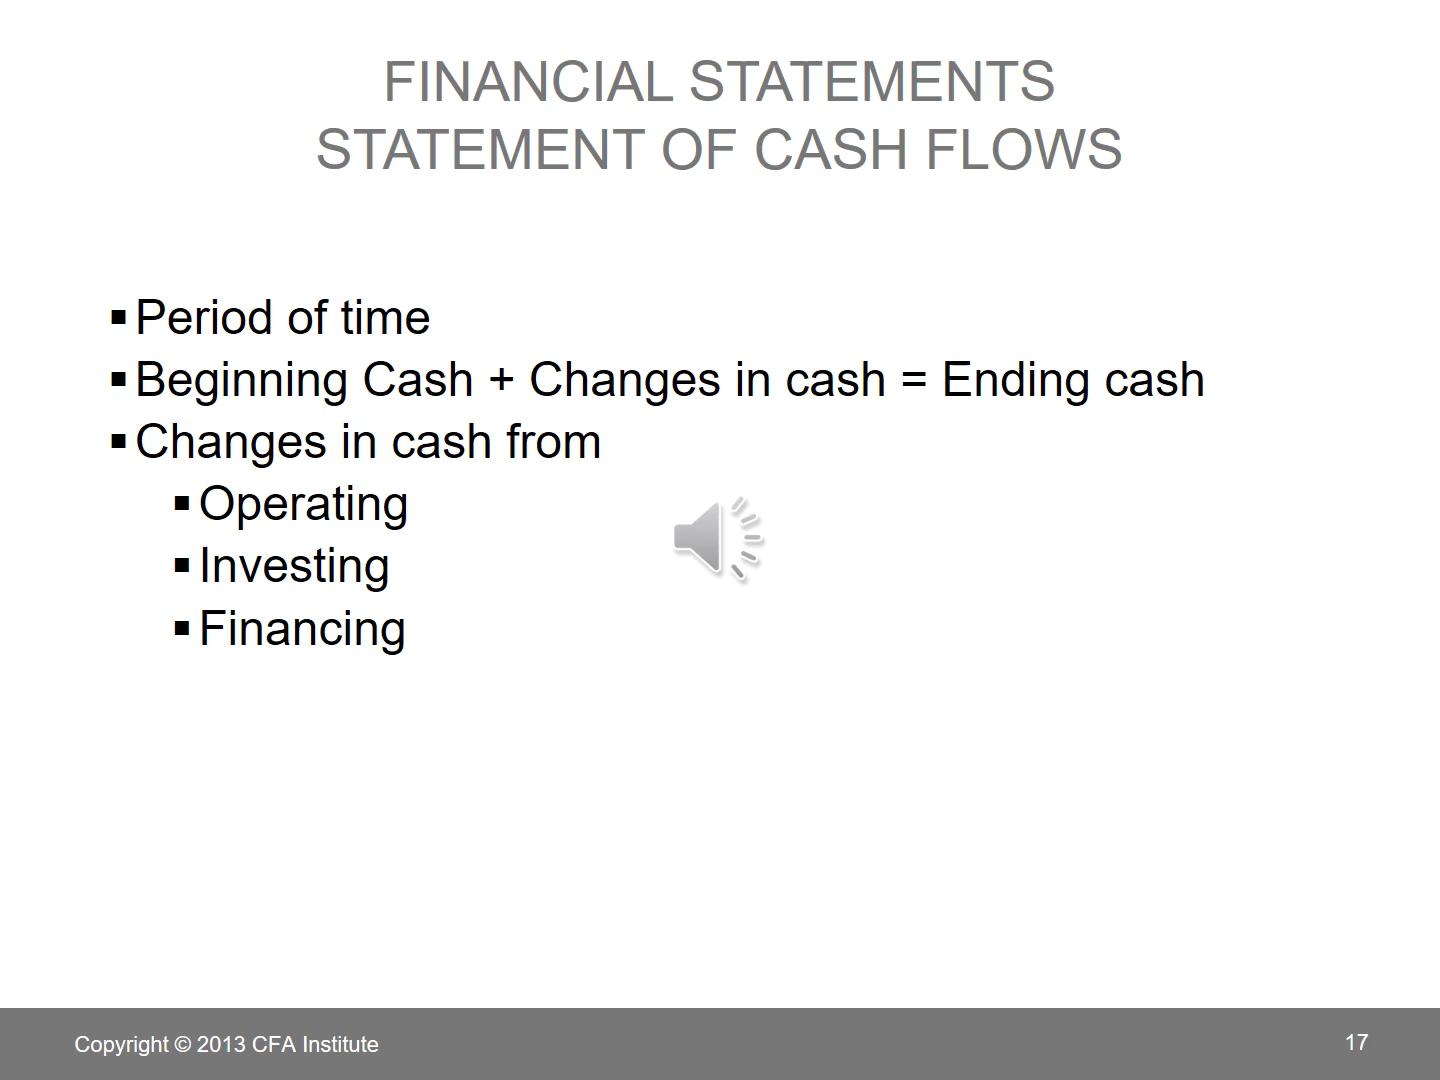 FINANCIAL STATEMENTS
STATEMENT OF CASH FLOWS
▪Period of time
▪Beginning Cash + Changes in cash = Ending cash
▪Changes in cash from
▪Operating
▪Investing
▪Financing
Copyright © 2013 CFA Institute
17